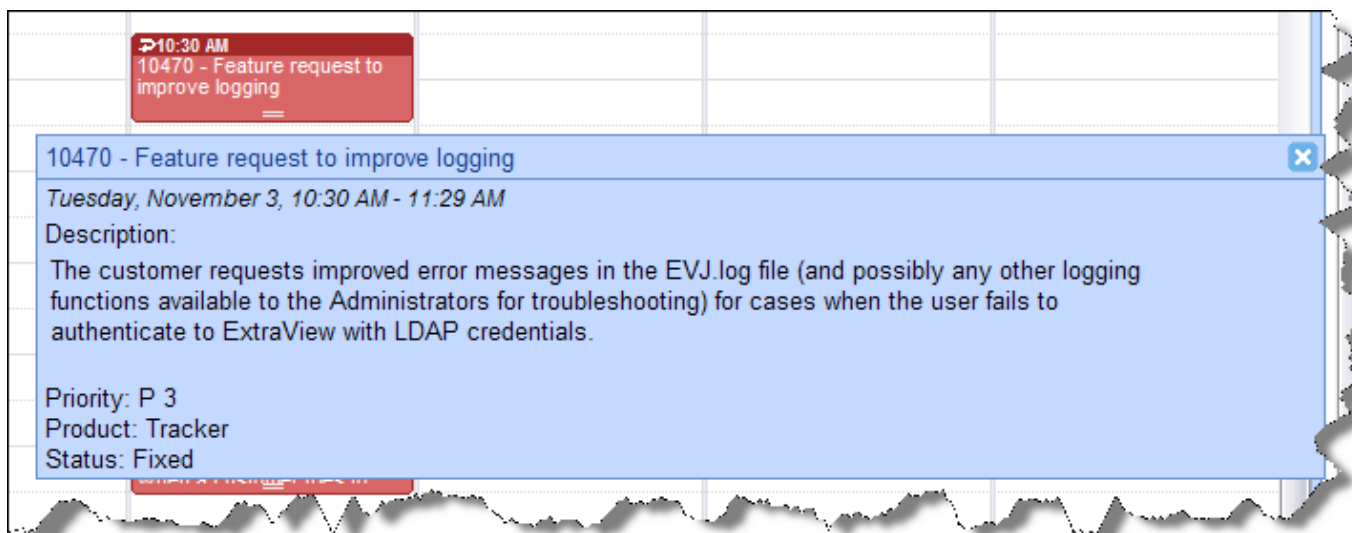 10:30 AM
10470 - Feature request to
improve logging
10470 - Feature request to improve logging
Tuesday, November 3, 10:30 AM - 11:29 AM
Description:
The customer requests improved error messages in the EVJ.log file (and possibly any other logging
functions available to the Administrators for troubleshooting) for cases when the user fails to
authenticate to ExtraView with LDAP credentials.
Priority: P 3
Product: Tracker
Status: Fixed